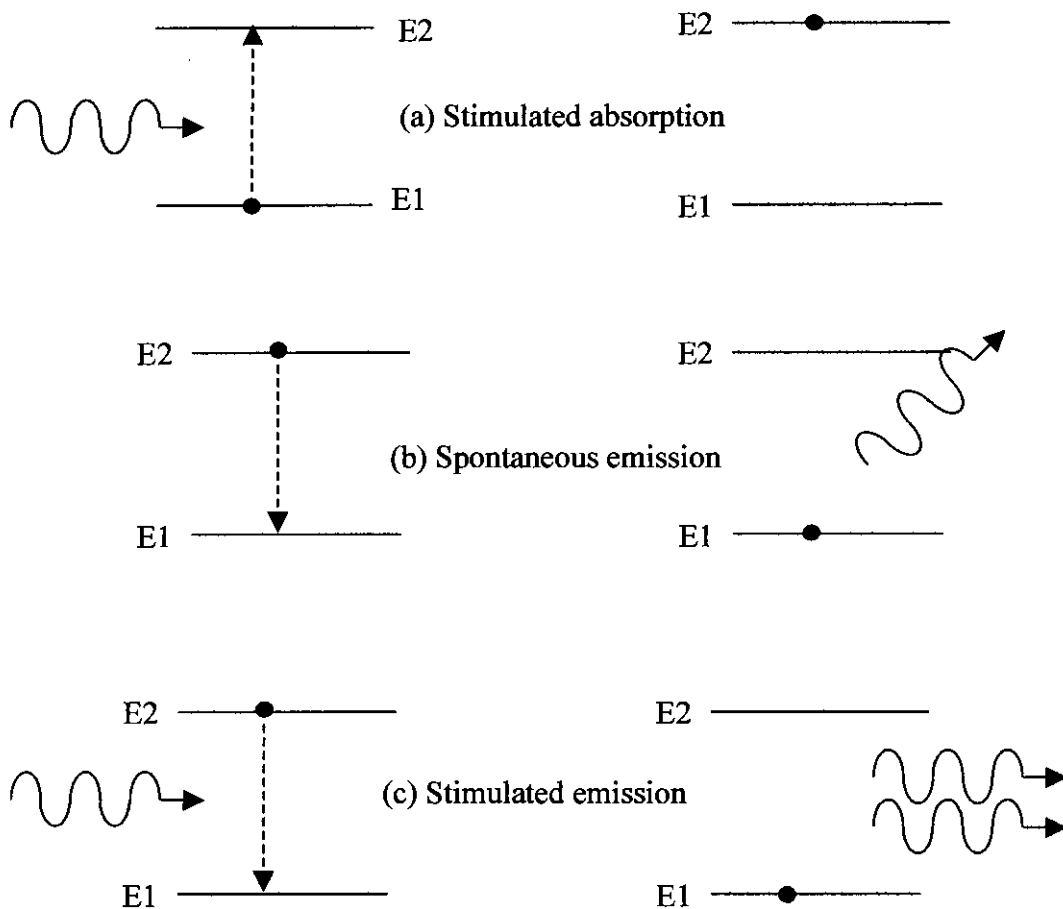 E2
E2
(a) Stimulated absorption
E1
E1
E2
E2
(b) Spontaneous emission
E1
E1
E2
E2
(c) Stimulated emission
E1
E1